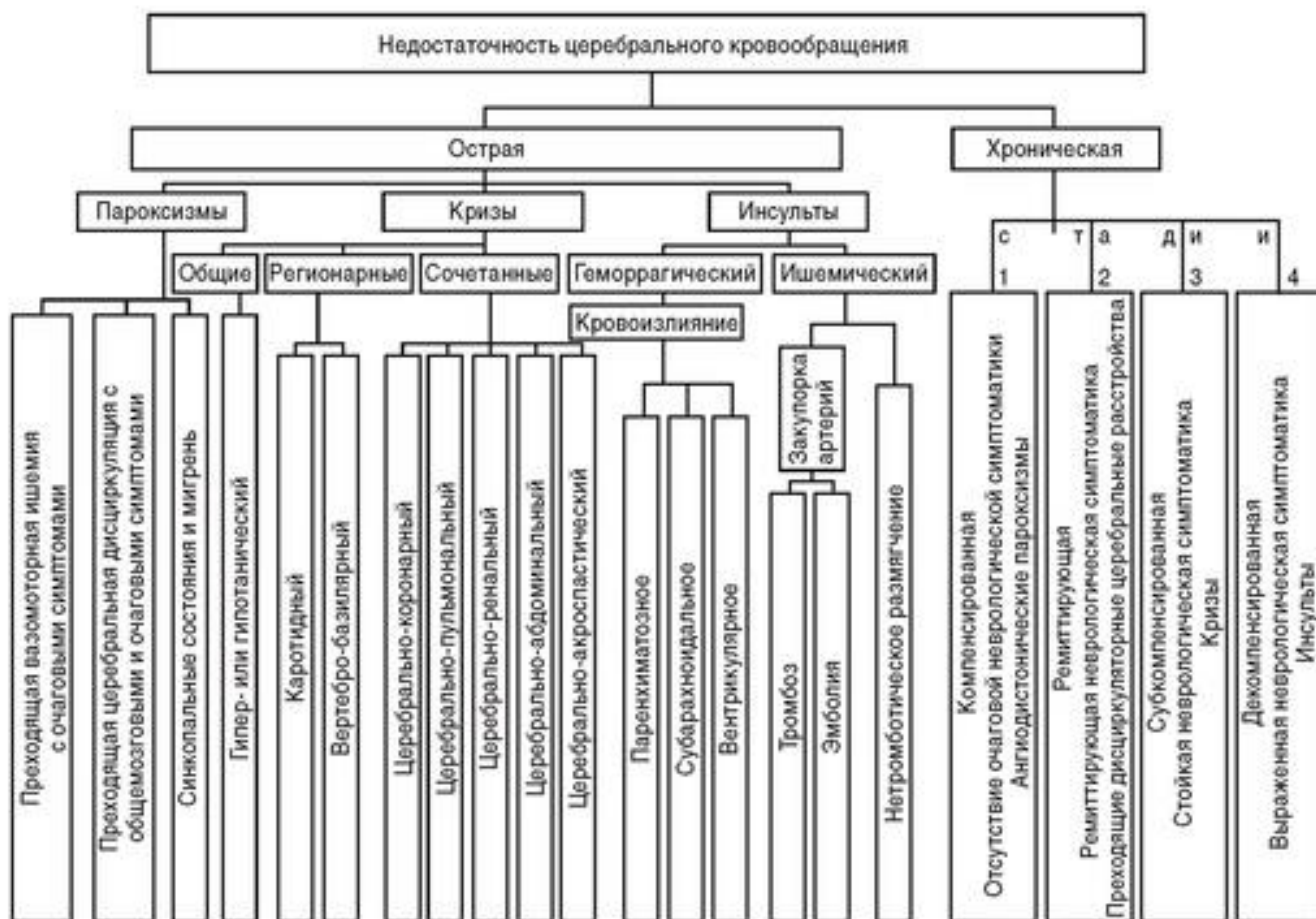 Недостаточность церебрального кровообращения
Острая
Хроническая
Пароксизмы
Кризы
Инсульты
с т а д и и
1 2 3 4
Общие
Регионарные
Сочетанные
Геморрагический
Ишемический
Кровоизлияние
Преходящая вазомоторная ишемия
с очаговыми симптомами
Преходящая церебральная дисциркуляция с
общемозговыми и очаговыми симптомами
Синкопальные состояния и мигрень
Гипер- или гипотанический
Каротидный
Вертебро-базилярный
Церебрально-коронарный
Церебрально-пульмональный
Церебрально-ренальный
Церебрально-абдоминальный
Церебрально-акроспастический
Паренхиматозное
Субарахноидальное
Вентрикулярное
Закупорка
артерий
Тромбоз
Эмболия
Нетромботическое размягчение
Компенсированная
Отсутствие очаговой неврологической симптоматики
Ангиодистонические пароксизмы
Ремиттирующая
Ремиттирующая неврологическая симптоматика
Преходящие дисциркуляторные церебральные расстройства
Субкомпенсированная
Стойкая неврологическая симптоматика
Кризы
Декомпенсированная
Выраженная неврологическая симптоматика
Инсульты